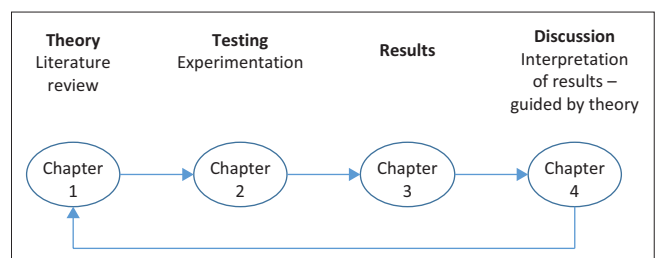 Theory
Literature
review
Testing
Experimentation
Results
Discussion
Interpretation
of results –
guided by theory
Chapter
1
Chapter
2
Chapter
3
Chapter
4